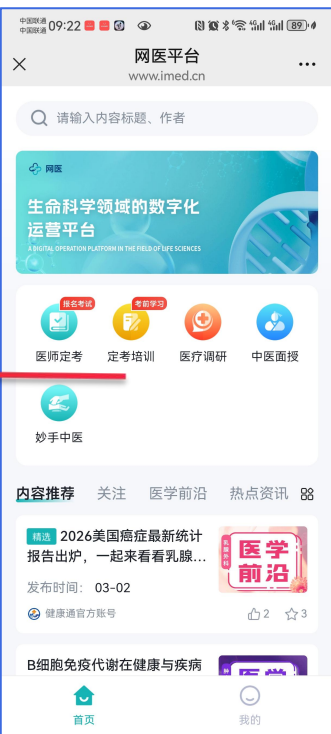 中国联通
中国联通
09:22
89
网医平台
www.imed.cn
请输入内容标题、作者
网医
生命科学领域的数字化
运营平台
A DIGITAL OPERATION PLATFORM IN THE FIELD OF LIFE SCIENCES
报名考试
考前学习
医师定考 定考培训 医疗调研 中医面授
妙手中医
内容推荐 关注 医学前沿 热点资讯
精选 2026美国癌症最新统计
报告出炉，一起来看看乳腺...
乳腺外科
医学
前沿
发布时间： 03-02
健康通官方账号 2 3
B细胞免疫代谢在健康与疾病
医学
首页 我的